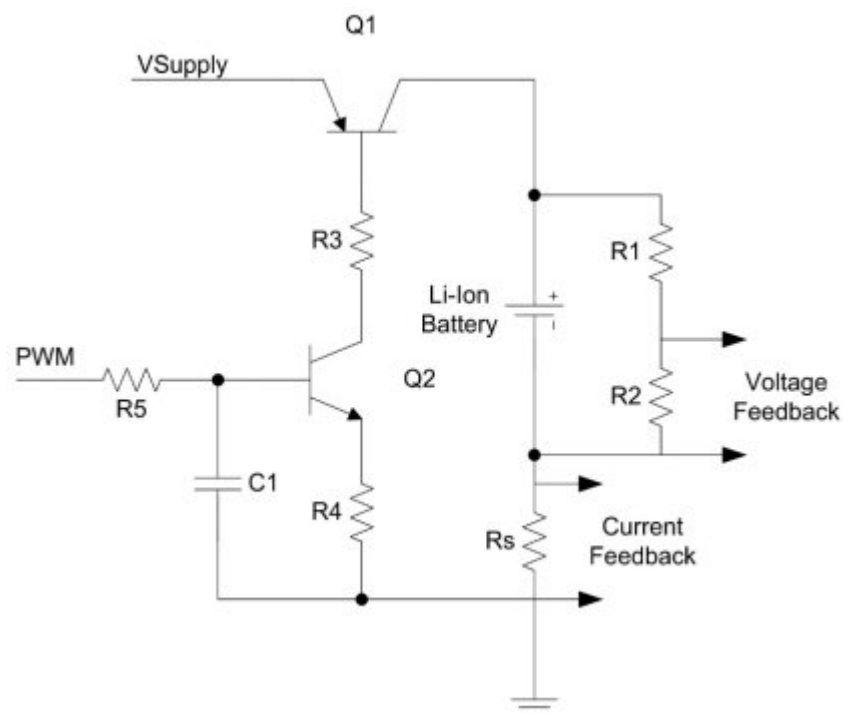 Q1
VSupply
R3
R1
Li-Ion
Battery
+
-
PWM
R5
Q2
R2
Voltage
Feedback
C1
R4
Rs
Current
Feedback